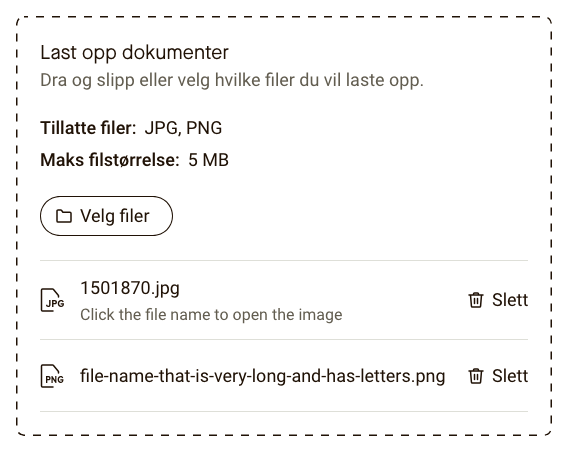 Last opp dokumenter
Dra og slipp eller velg hvilke filer du vil laste opp.
Tillatte filer: JPG, PNG
Maks filstørrelse: 5 MB
Velg filer
JPG 1501870.jpg Slett
Click the file name to open the image
PNG file-name-that-is-very-long-and-has-letters.png Slett